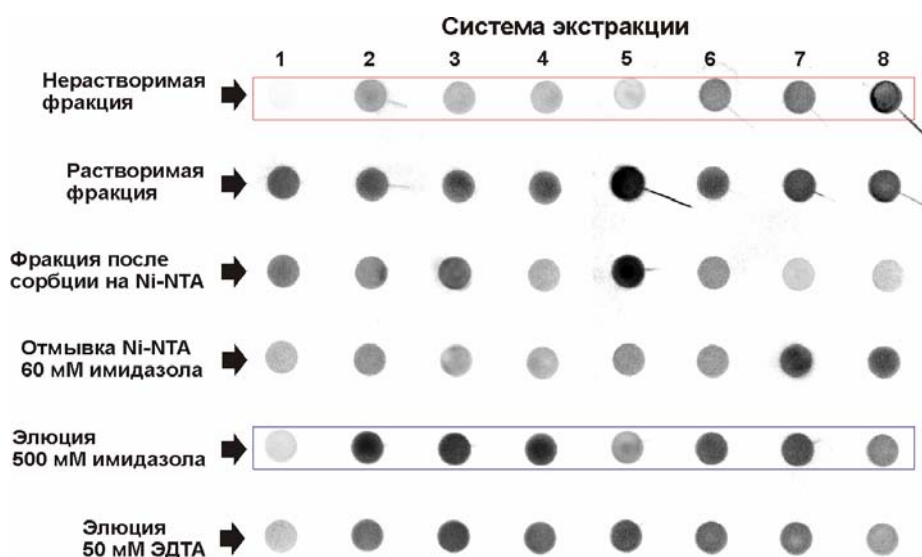 Система экстракции
1 2 3 4 5 6 7 8
Нерастворимая
фракция
Растворимая
фракция
Фракция после
сорбции на Ni-NTA
Отмывка Ni-NTA
60 мМ имидазола
Элюция
500 мМ имидазола
Элюция
50 мМ ЭДТА